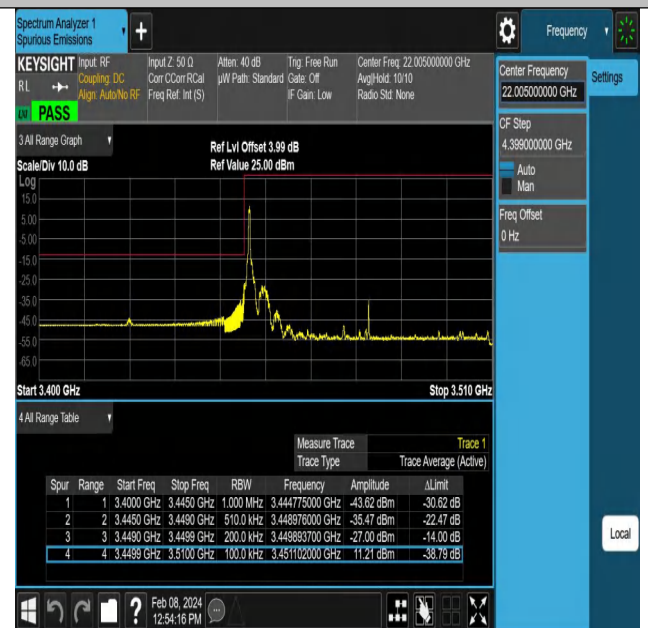 Spectrum Analyzer 1
Spurious Emissions
+
Frequency
KEYSIGHT Input: RF Input Z: 50 Ω Atten: 40 dB Trig: Free Run Center Freq: 22.005000000 GHz
RL Coupling: DC Corr CCorr RCal µW Path: Standard Gate: Off Avg|Hold: 10/10
Align: Auto/No RF Freq Ref: Int (S) IF Gain: Low Radio Std: None
LXI PASS
Center Frequency
22.005000000 GHz
Settings
CF Step
4.399000000 GHz
Auto
Man
Freq Offset
0 Hz
3 All Range Graph
Ref Lvl Offset 3.99 dB
Scale/Div 10.0 dB Ref Value 25.00 dBm
Log
15.0
5.00
-5.00
-15.0
-25.0
-35.0
-45.0
-55.0
-65.0
Start 3.400 GHz Stop 3.510 GHz
4 All Range Table
Measure Trace Trace 1
Trace Type Trace Average (Active)
Spur Range Start Freq Stop Freq RBW Frequency Amplitude ΔLimit
1 1 3.4000 GHz 3.4450 GHz 1.000 MHz 3.444775000 GHz -43.62 dBm -30.62 dB
2 2 3.4450 GHz 3.4490 GHz 510.0 kHz 3.448976000 GHz -35.47 dBm -22.47 dB
3 3 3.4490 GHz 3.4499 GHz 200.0 kHz 3.449893700 GHz -27.00 dBm -14.00 dB
4 4 3.4499 GHz 3.5100 GHz 100.0 kHz 3.451102000 GHz 11.21 dBm -38.79 dB
Local
? Feb 08, 2024
12:54:16 PM